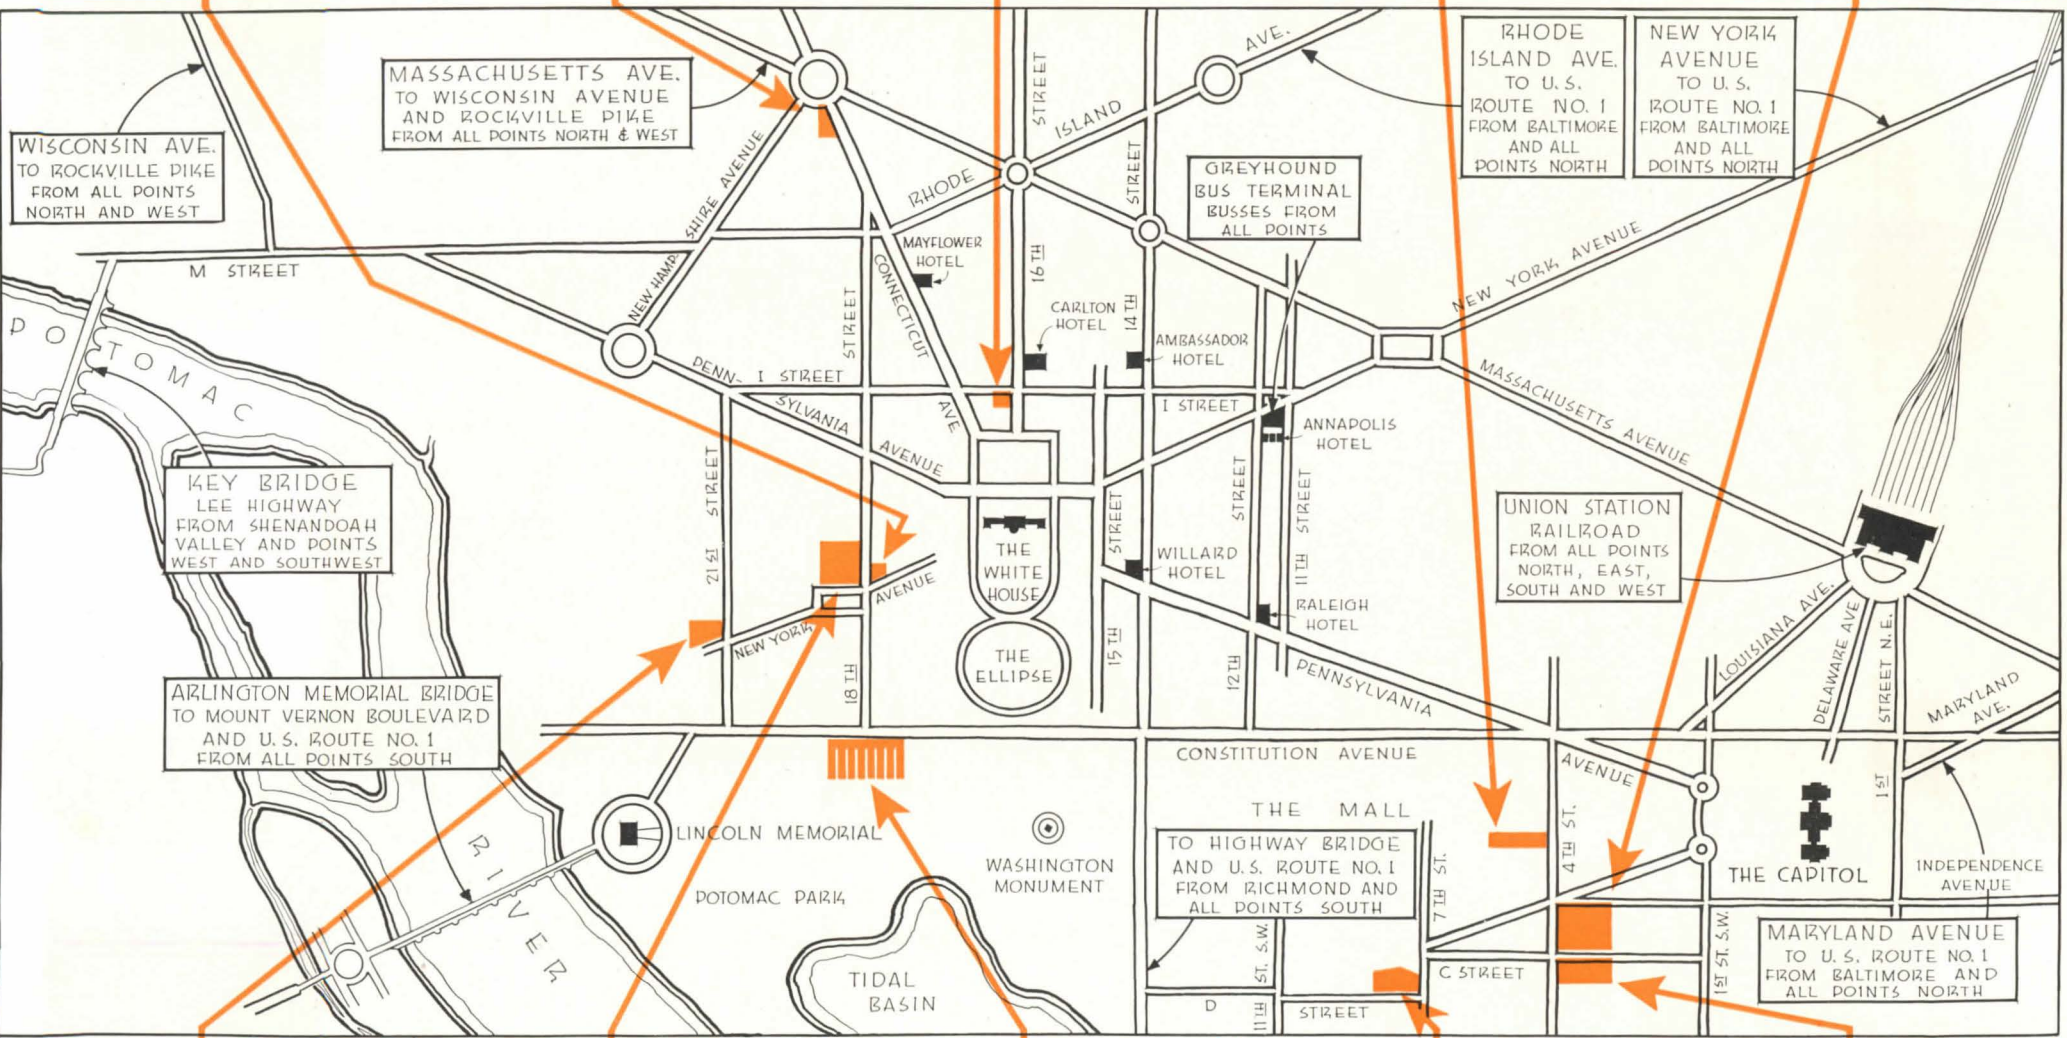 WISCONSIN AVE.
TO ROCKVILLE PIKE
FROM ALL POINTS
NORTH AND WEST
MASSACHUSETTS AVE.
TO WISCONSIN AVENUE
AND ROCKVILLE PIKE
FROM ALL POINTS NORTH & WEST
RHODE
ISLAND AVE.
TO U.S.
ROUTE NO. 1
FROM BALTIMORE
AND ALL
POINTS NORTH
NEW YORK
AVENUE
TO U.S.
ROUTE NO. 1
FROM BALTIMORE
AND ALL
POINTS NORTH
GREYHOUND
BUS TERMINAL
BUSSES FROM
ALL POINTS
RHODE
ISLAND
AVE.
16TH
STREET
14TH
STREET
NEW HAMP-
SHIRE AVENUE
M STREET
MAYFLOWER
HOTEL
CONNECTICUT
AVE
CARLTON
HOTEL
AMBASSADOR
HOTEL
NEW YORK AVENUE
MASSACHUSETTS AVENUE
PENN-
SYLVANIA
AVENUE
I STREET
I STREET
ANNAPOLIS
HOTEL
POTOMAC
RIVER
KEY BRIDGE
LEE HIGHWAY
FROM SHENANDOAH
VALLEY AND POINTS
WEST AND SOUTHWEST
21ST
STREET
18TH
STREET
NEW YORK
AVENUE
THE
WHITE
HOUSE
THE
ELLIPSE
15TH
STREET
WILLARD
HOTEL
12TH
STREET
11TH
STREET
RALEIGH
HOTEL
PENNSYLVANIA
AVENUE
UNION STATION
RAILROAD
FROM ALL POINTS
NORTH, EAST,
SOUTH AND WEST
LOUISIANA AVE.
DELAWARE AVE
1ST
STREET N.E.
MARYLAND
AVE.
ARLINGTON MEMORIAL BRIDGE
TO MOUNT VERNON BOULEVARD
AND U.S. ROUTE NO. 1
FROM ALL POINTS SOUTH
CONSTITUTION AVENUE
THE MALL
LINCOLN MEMORIAL
POTOMAC PARK
WASHINGTON
MONUMENT
TIDAL
BASIN
TO HIGHWAY BRIDGE
AND U.S. ROUTE NO. 1
FROM RICHMOND AND
ALL POINTS SOUTH
7TH ST.
4TH ST.
THE CAPITOL
INDEPENDENCE
AVENUE
MARYLAND AVENUE
TO U.S. ROUTE NO. 1
FROM BALTIMORE AND
ALL POINTS NORTH
C STREET
1ST ST. S.W.
11TH
ST. S.W.
D
STREET